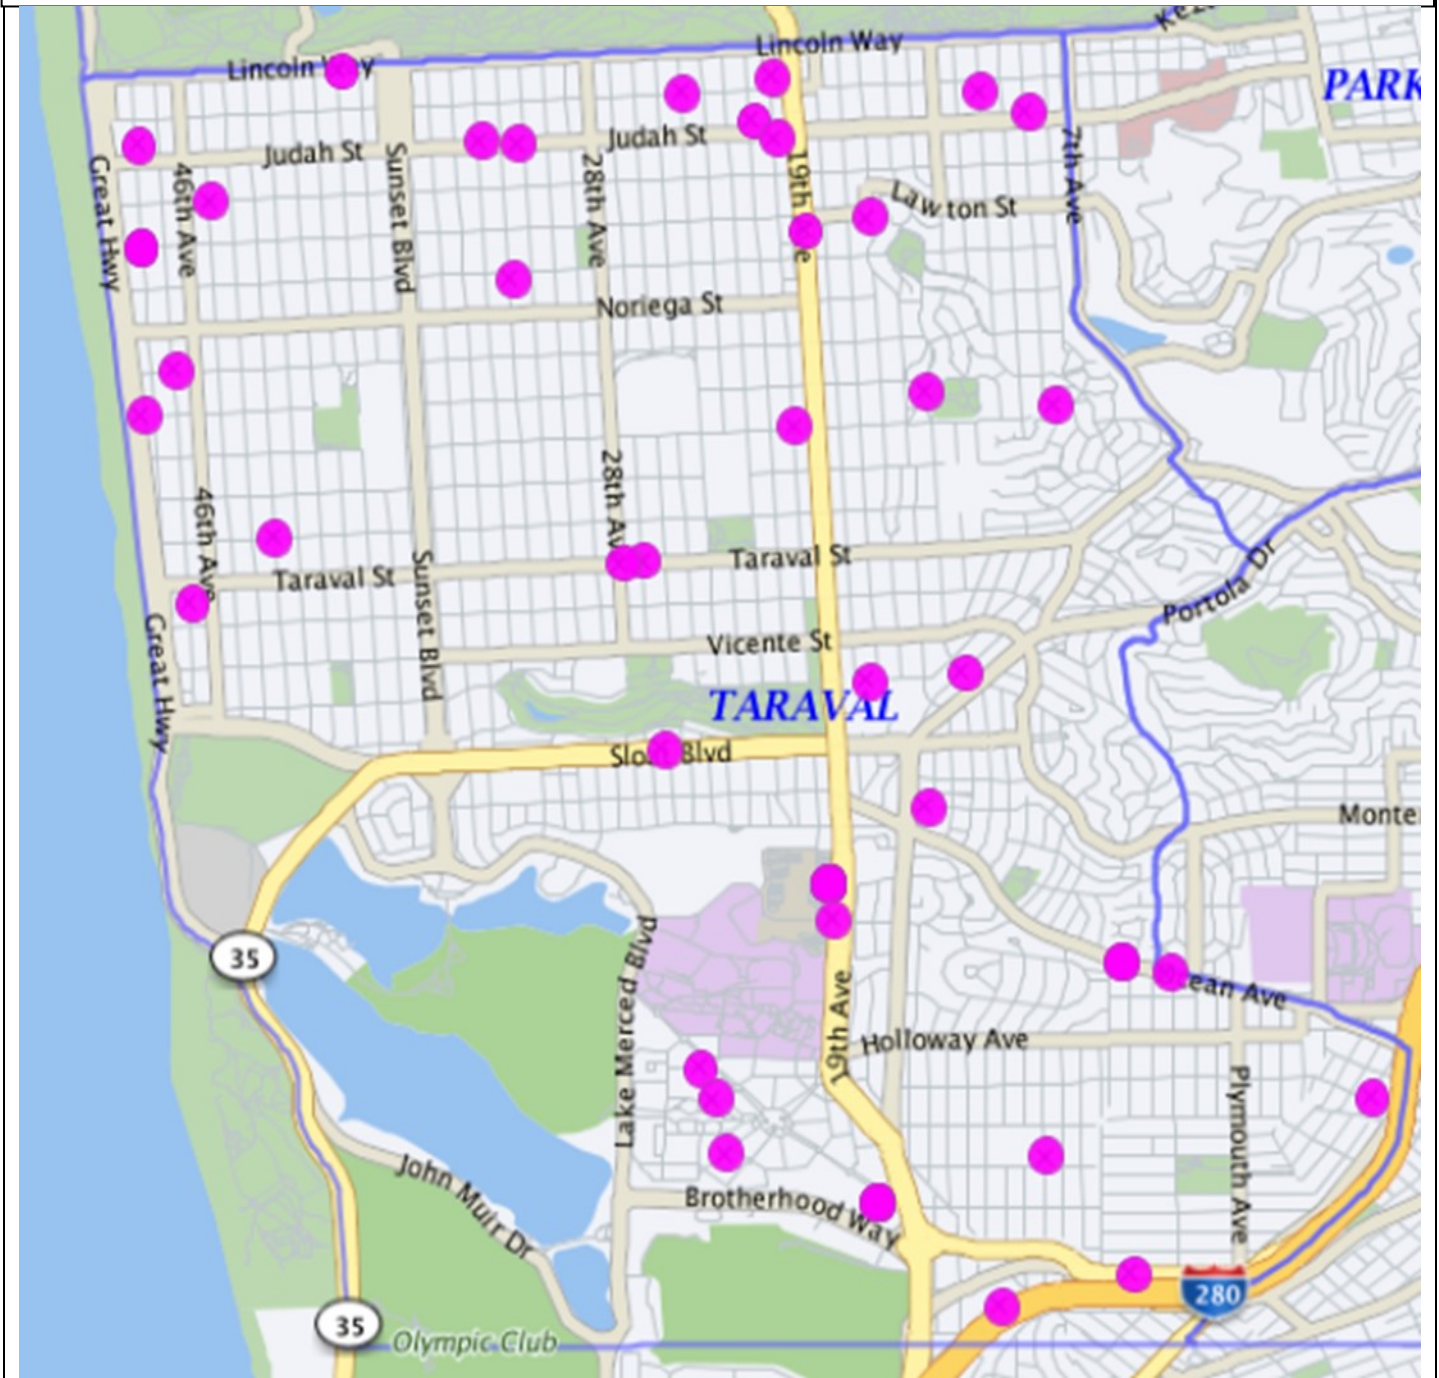 Lincoln Way
Lincoln
PARK
Judah St
Judah St
Great Hwy
46th Ave
Sunset Blvd
28th Ave
19th
7th Ave
Lawton St
Noriega St
28th Av
46th Ave
Taraval St
Taraval St
Sunset Blvd
Portola Dr
Great Hwy
Vicente St
TARAVAL
Blvd
Monte
35
Lake Merced Blvd
19th Ave
ean Ave
Holloway Ave
Plymouth Ave
John Muir Dr
Brotherhood Way
280
35
Olympic Club